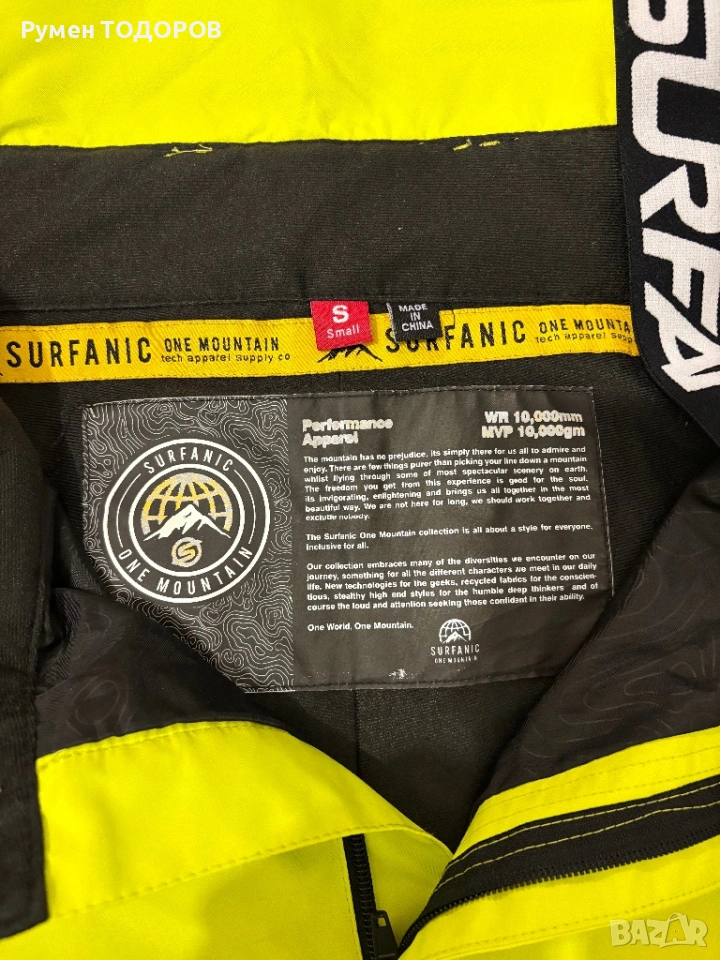 Румен ТОДОРОВ
SURFA
S
Small
MADE
IN
CHINA
SURFANIC ONE MOUNTAIN
tech apparel supply co
SURFANIC ONE MOUNTA
tech apparel supp
SURFANIC
ONE MOUNTAIN
Performance
Apparel
WR 10,000mm
MVP 10,000gm
The mountain has no prejudice, its simply there for us all to admire and
enjoy. There are few things purer than picking your line down a mountain
whilst flying through some of most spectacular scenery on earth.
The freedom you get from this experience is good for the soul,
its invigorating, enlightening and brings us all together in the most
beautiful way. We are not here for long, we should work together and
exclude nobody.
The Surfanic One Mountain collection is all about a style for everyone.
Inclusive for all.
Our collection embraces many of the diversities we encounter on our
journey, something for all the different characters we meet in our daily
life. New technologies for the geeks, recycled fabrics for the conscien-
tious, stealthy high end styles for the humble deep thinkers and of
course the loud and attention seeking those confidant in their ability.
One World. One Mountain.
SURFANIC
ONE MOUNTA
BAZAR